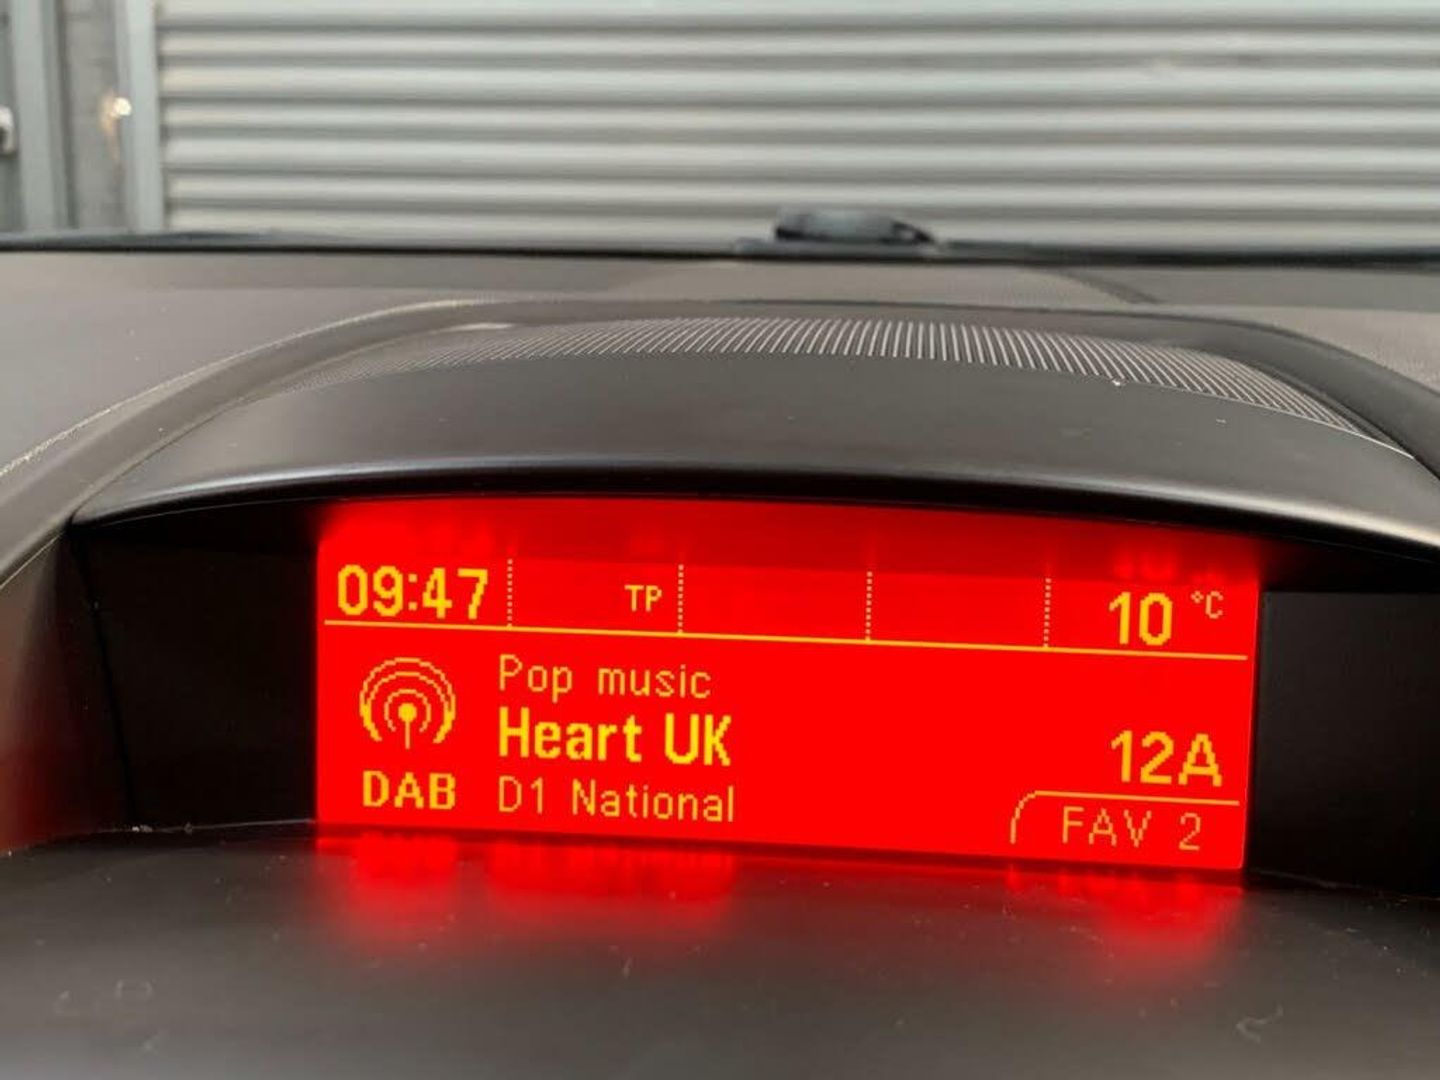 09:47 TP 10 °C
Pop music
Heart UK 12A
DAB D1 National
FAV 2